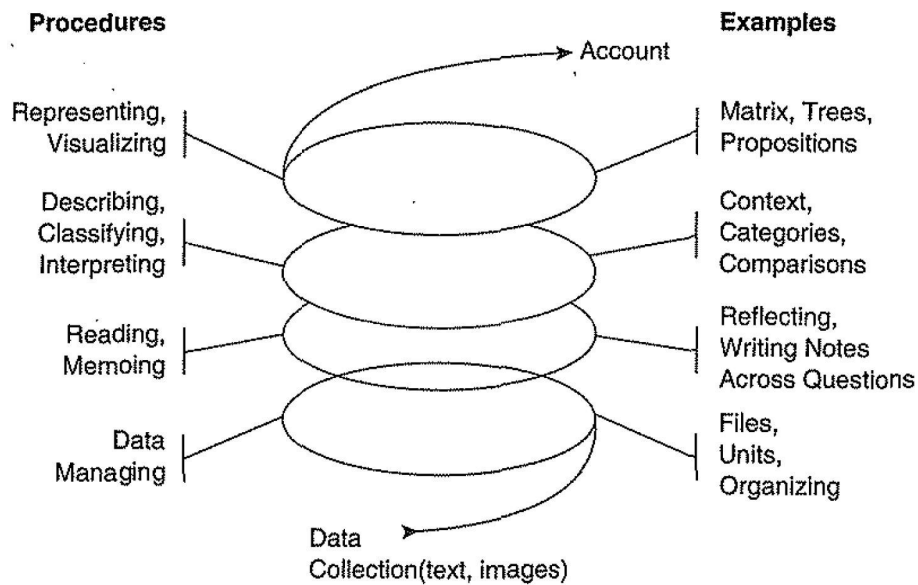 Procedures
Examples
Account
Representing,
Visualizing
Matrix, Trees,
Propositions
Describing,
Classifying,
Interpreting
Context,
Categories,
Comparisons
Reading,
Memoing
Reflecting,
Writing Notes
Across Questions
Data
Managing
Files,
Units,
Organizing
Data
Collection(text, images)